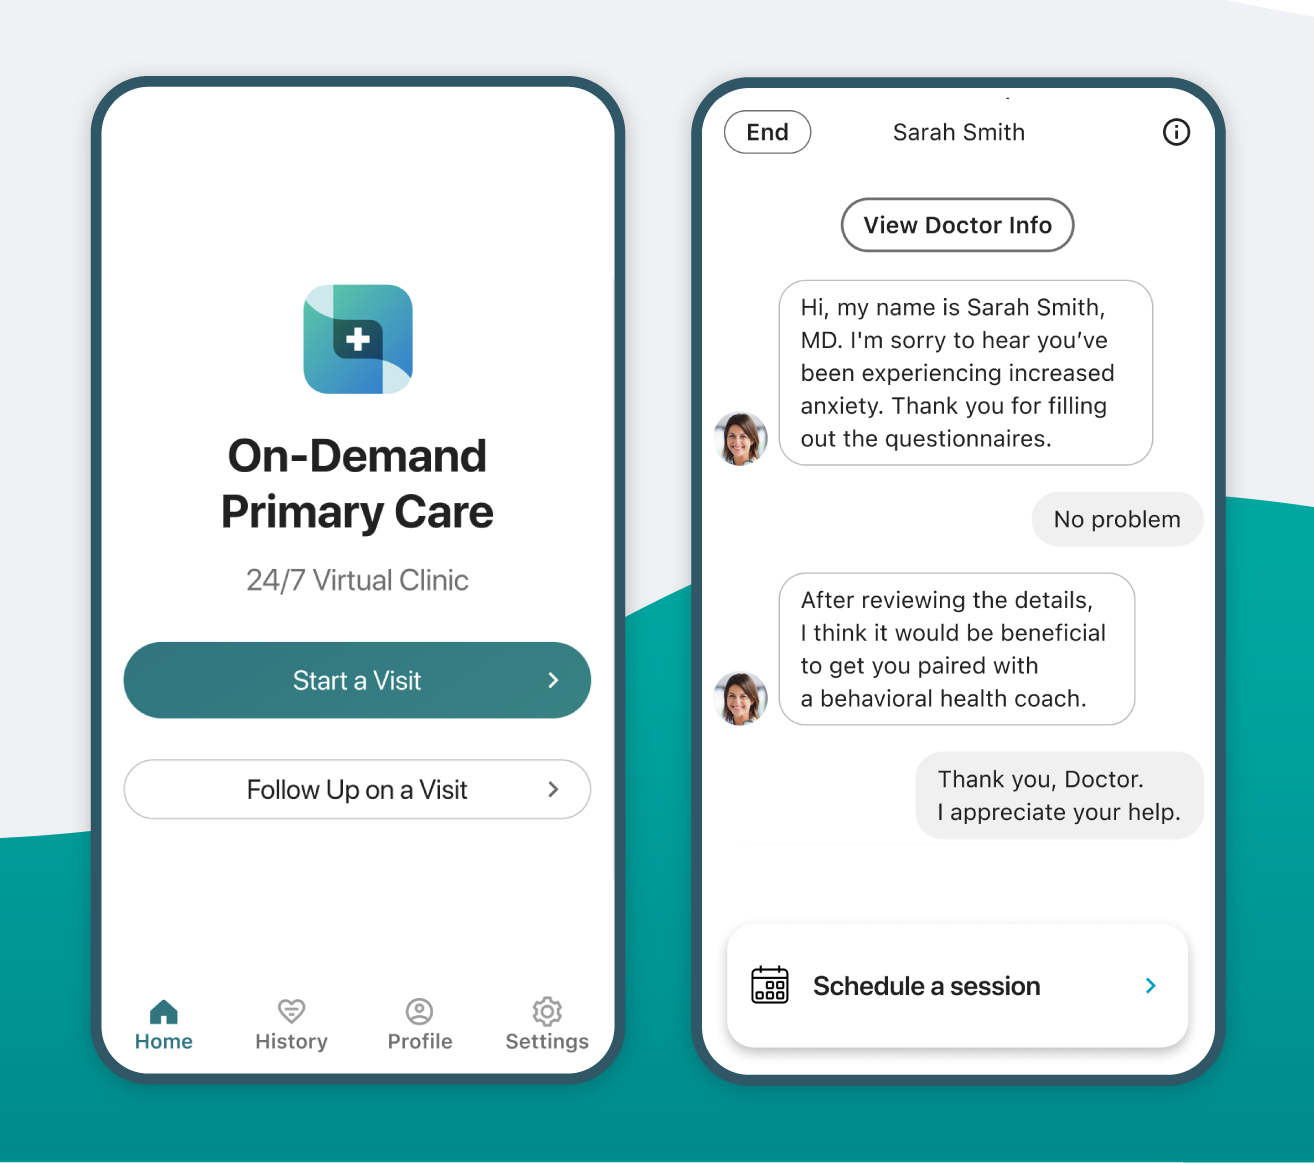 On-Demand
Primary Care
24/7 Virtual Clinic
Start a Visit
Follow Up on a Visit
Home
History
Profile
Settings
End
Sarah Smith
View Doctor Info
Hi, my name is Sarah Smith,
MD. I'm sorry to hear you’ve
been experiencing increased
anxiety. Thank you for filling
out the questionnaires.
No problem
After reviewing the details,
I think it would be beneficial
to get you paired with
a behavioral health coach.
Thank you, Doctor.
I appreciate your help.
Schedule a session